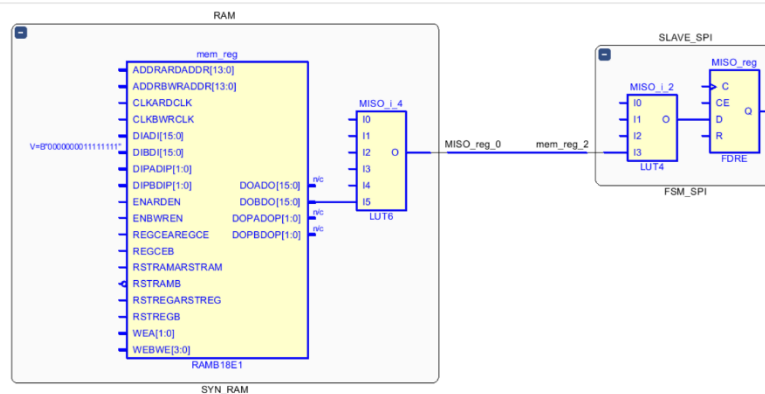 RAM
mem_reg
ADDRARDADDR[13:0]
ADDRBWRADDR[13:0]
CLKARDCLK
CLKBWRCLK
DIADI[15:0]
V=B"0000000011111111"
DIBDI[15:0]
DIPADIP[1:0]
DIPBDIP[1:0]
ENARDEN
ENBWREN
REGCEAREGCE
REGCEB
RSTRAMARSTRAM
RSTRAMB
RSTREGARSTREG
RSTREGB
WEA[1:0]
WEBWE[3:0]
DOADO[15:0]
n/c
DOBDO[15:0]
DOPADOP[1:0]
n/c
DOPBDOP[1:0]
n/c
RAMB18E1
MISO_i_4
I0
I1
I2
I3
I4
I5
O
LUT6
SYN_RAM
MISO_reg_0
mem_reg_2
SLAVE_SPI
MISO_i_2
I0
I1
I2
I3
O
LUT4
MISO_reg
C
CE
D
R
Q
FDRE
FSM_SPI